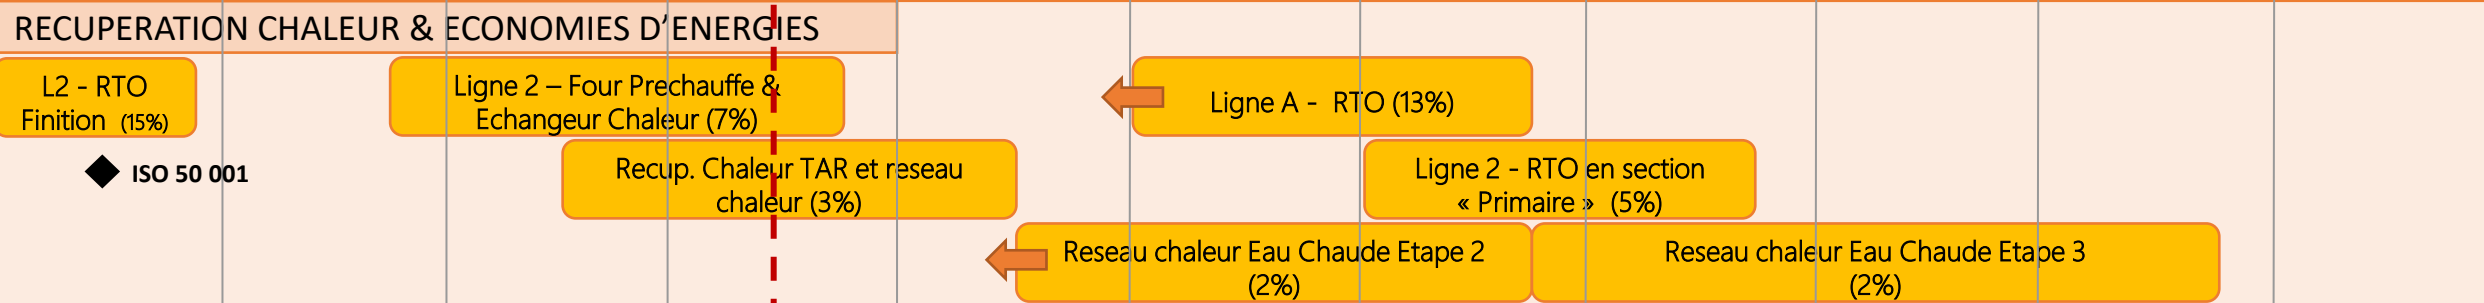 RECUPERATION CHALEUR & ECONOMIES D’ENERGIES
L2 - RTO
Finition (15%)
Ligne 2 – Four Prechauffe &
Echangeur Chaleur (7%)
Ligne A - RTO (13%)
ISO 50 001
Recup. Chaleur TAR et reseau
chaleur (3%)
Ligne 2 - RTO en section
« Primaire » (5%)
Reseau chaleur Eau Chaude Etape 2
(2%)
Reseau chaleur Eau Chaude Etape 3
(2%)